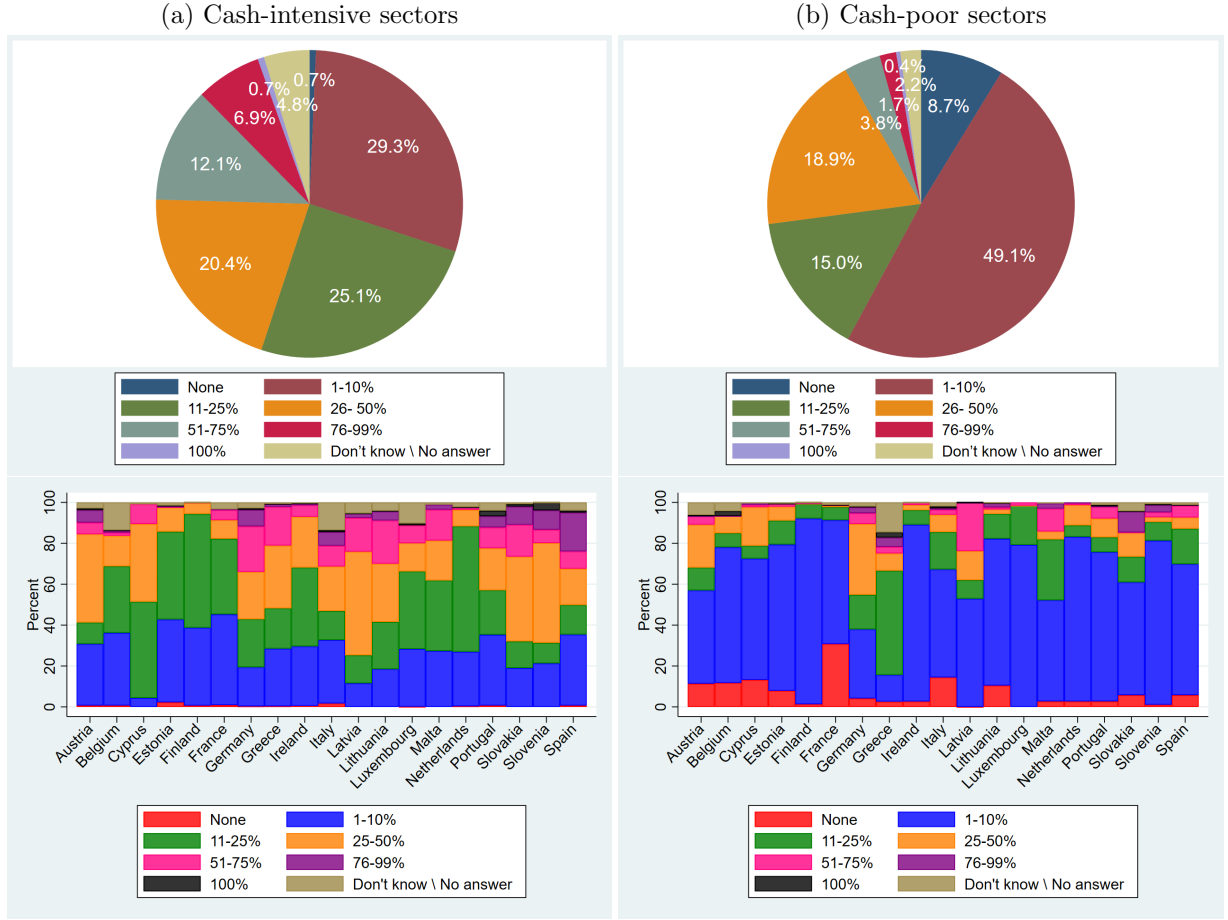 (a) Cash-intensive sectors
(b) Cash-poor sectors
0.7%
0.7%
4.8%
6.9%
29.3%
12.1%
20.4%
25.1%
None 1-10%
11-25% 26- 50%
51-75% 76-99%
100% Don't know \ No answer
0.4%
2.2%
8.7%
1.7%
3.8%
18.9%
15.0%
49.1%
None 1-10%
11-25% 26- 50%
51-75% 76-99%
100% Don't know \ No answer
Percent
100
80
60
40
20
0
Austria
Belgium
Cyprus
Estonia
Finland
France
Germany
Greece
Ireland
Italy
Latvia
Lithuania
Luxembourg
Malta
Netherlands
Portugal
Slovakia
Slovenia
Spain
None 1-10%
11-25% 25-50%
51-75% 76-99%
100% Don't know \ No answer
Percent
100
80
60
40
20
0
Austria
Belgium
Cyprus
Estonia
Finland
France
Germany
Greece
Ireland
Italy
Latvia
Lithuania
Luxembourg
Malta
Netherlands
Portugal
Slovakia
Slovenia
Spain
None 1-10%
11-25% 25-50%
51-75% 76-99%
100% Don't know \ No answer